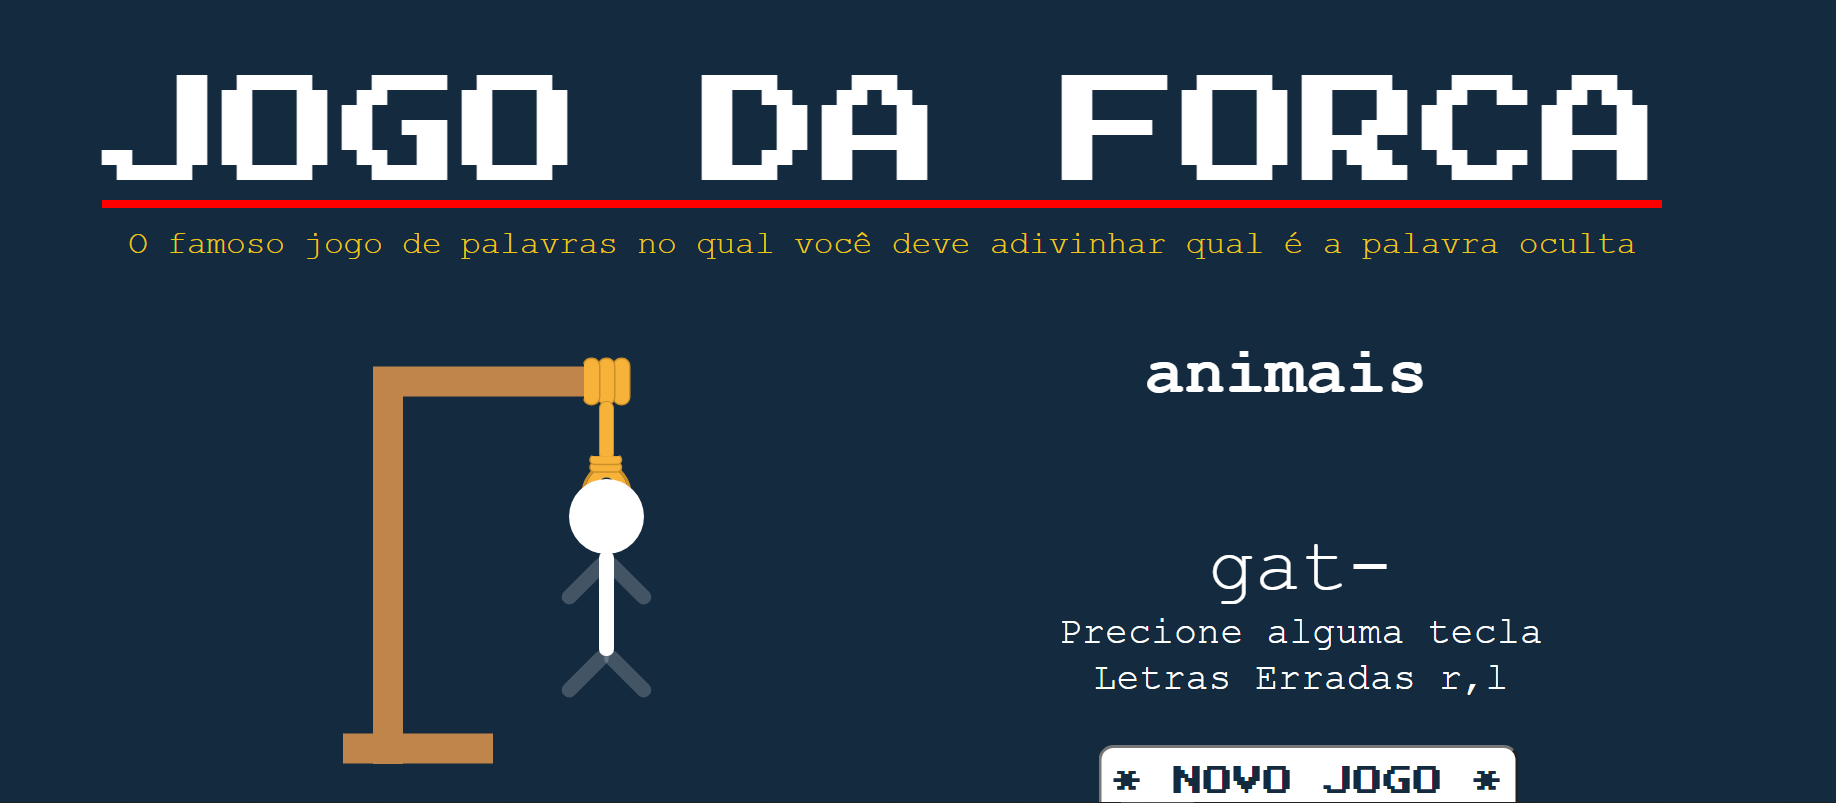 JOGO DA FORCA
O famoso jogo de palavras no qual você deve adivinhar qual é a palavra oculta
animais
gat-
Precione alguma tecla
Letras Erradas r,l
* NOVO JOGO *